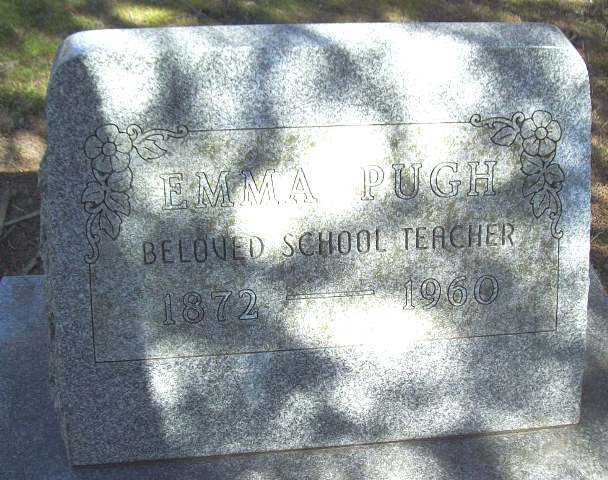 EMMA PUGH
BELOVED SCHOOL TEACHER
1872 — 1960